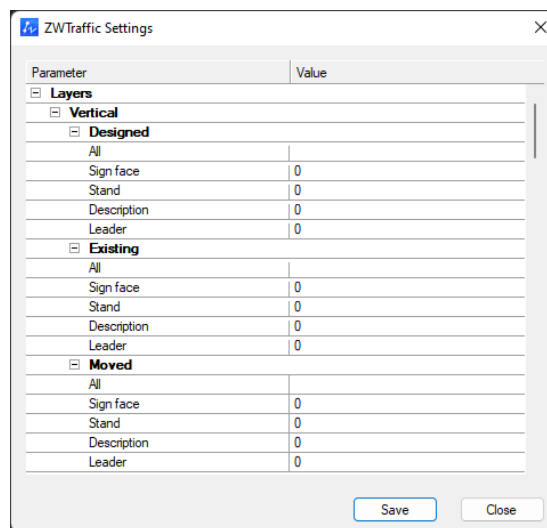 ZWTraffic Settings
Parameter Value
Layers
Vertical
Designed
All
Sign face 0
Stand 0
Description 0
Leader 0
Existing
All
Sign face 0
Stand 0
Description 0
Leader 0
Moved
All
Sign face 0
Stand 0
Description 0
Leader 0
Save Close